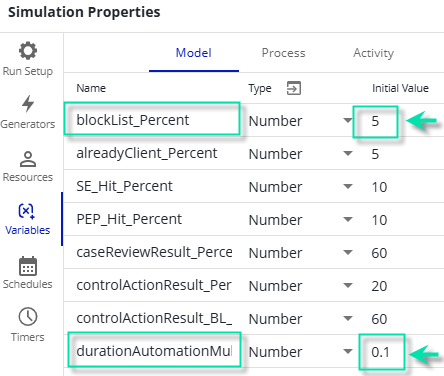 Simulation Properties
Run Setup
Generators
Resources
Variables
Schedules
Timers
Model Process Activity
Name Type Initial Value
blockList_Percent Number 5
alreadyClient_Percent Number 5
SE_Hit_Percent Number 10
PEP_Hit_Percent Number 10
caseReviewResult_Perce Number 60
controlActionResult_Per Number 20
controlActionResult_BL_ Number 60
durationAutomationMul Number 0.1